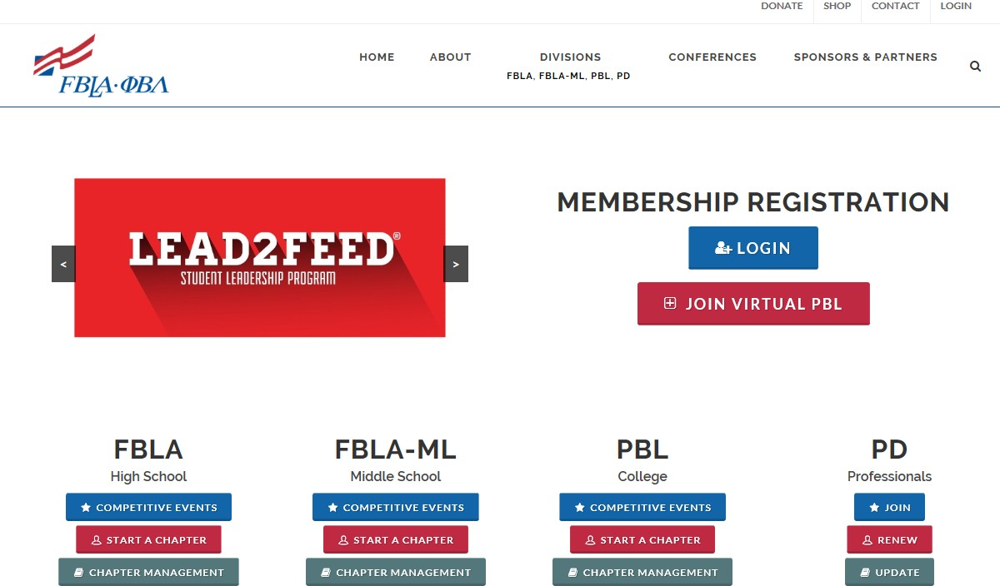 DONATE SHOP CONTACT LOGIN
FBLA·ΦBΛ
HOME ABOUT DIVISIONS CONFERENCES SPONSORS & PARTNERS
FBLA, FBLA-ML, PBL, PD
LEAD2FEED®
STUDENT LEADERSHIP PROGRAM
< >
MEMBERSHIP REGISTRATION
LOGIN
JOIN VIRTUAL PBL
FBLA FBLA-ML PBL PD
High School Middle School College Professionals
COMPETITIVE EVENTS COMPETITIVE EVENTS COMPETITIVE EVENTS JOIN
START A CHAPTER START A CHAPTER START A CHAPTER RENEW
CHAPTER MANAGEMENT CHAPTER MANAGEMENT CHAPTER MANAGEMENT UPDATE